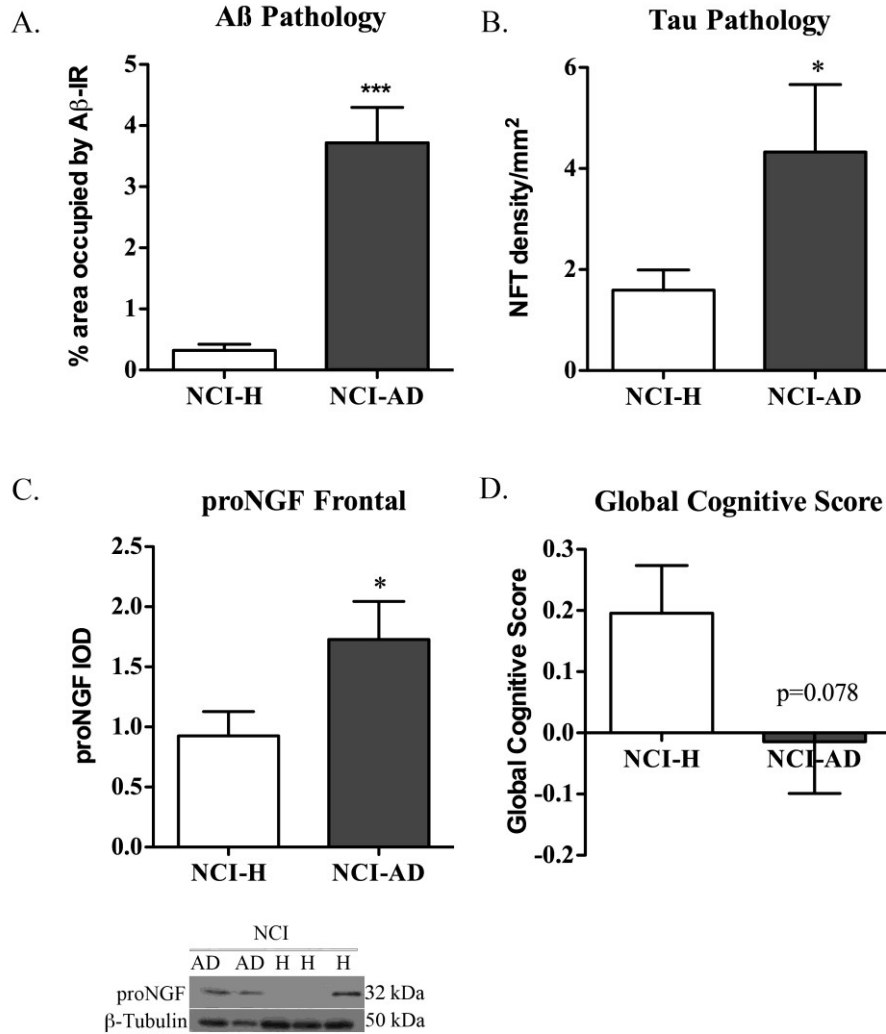 A.
Aß Pathology
% area occupied by Aβ-IR
5
4
3
2
1
0
***
NCI-H
NCI-AD
B.
Tau Pathology
NFT density/mm²
6
4
2
0
*
NCI-H
NCI-AD
C.
proNGF Frontal
proNGF IOD
2.5
2.0
1.5
1.0
0.5
0.0
*
NCI-H
NCI-AD
NCI
AD AD H H H
proNGF 32 kDa
β-Tubulin 50 kDa
D.
Global Cognitive Score
Global Cognitive Score
0.3
0.2
0.1
0.0
-0.1
-0.2
p=0.078
NCI-H
NCI-AD